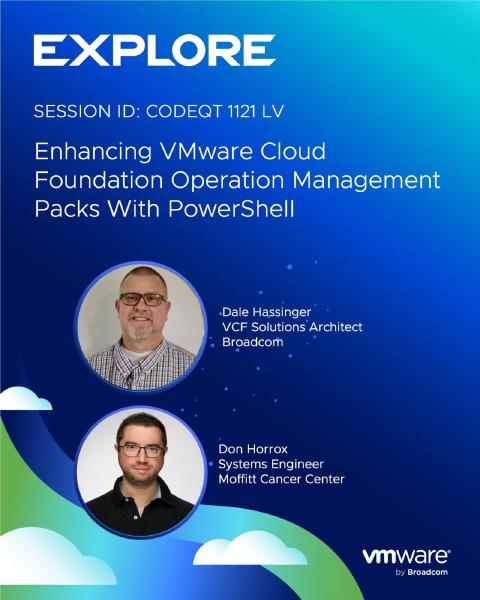 EXPLORE
SESSION ID: CODEQT 1121 LV
Enhancing VMware Cloud
Foundation Operation Management
Packs With PowerShell
Dale Hassinger
VCF Solutions Architect
Broadcom
Don Horrox
Systems Engineer
Moffitt Cancer Center
vmware®
by Broadcom